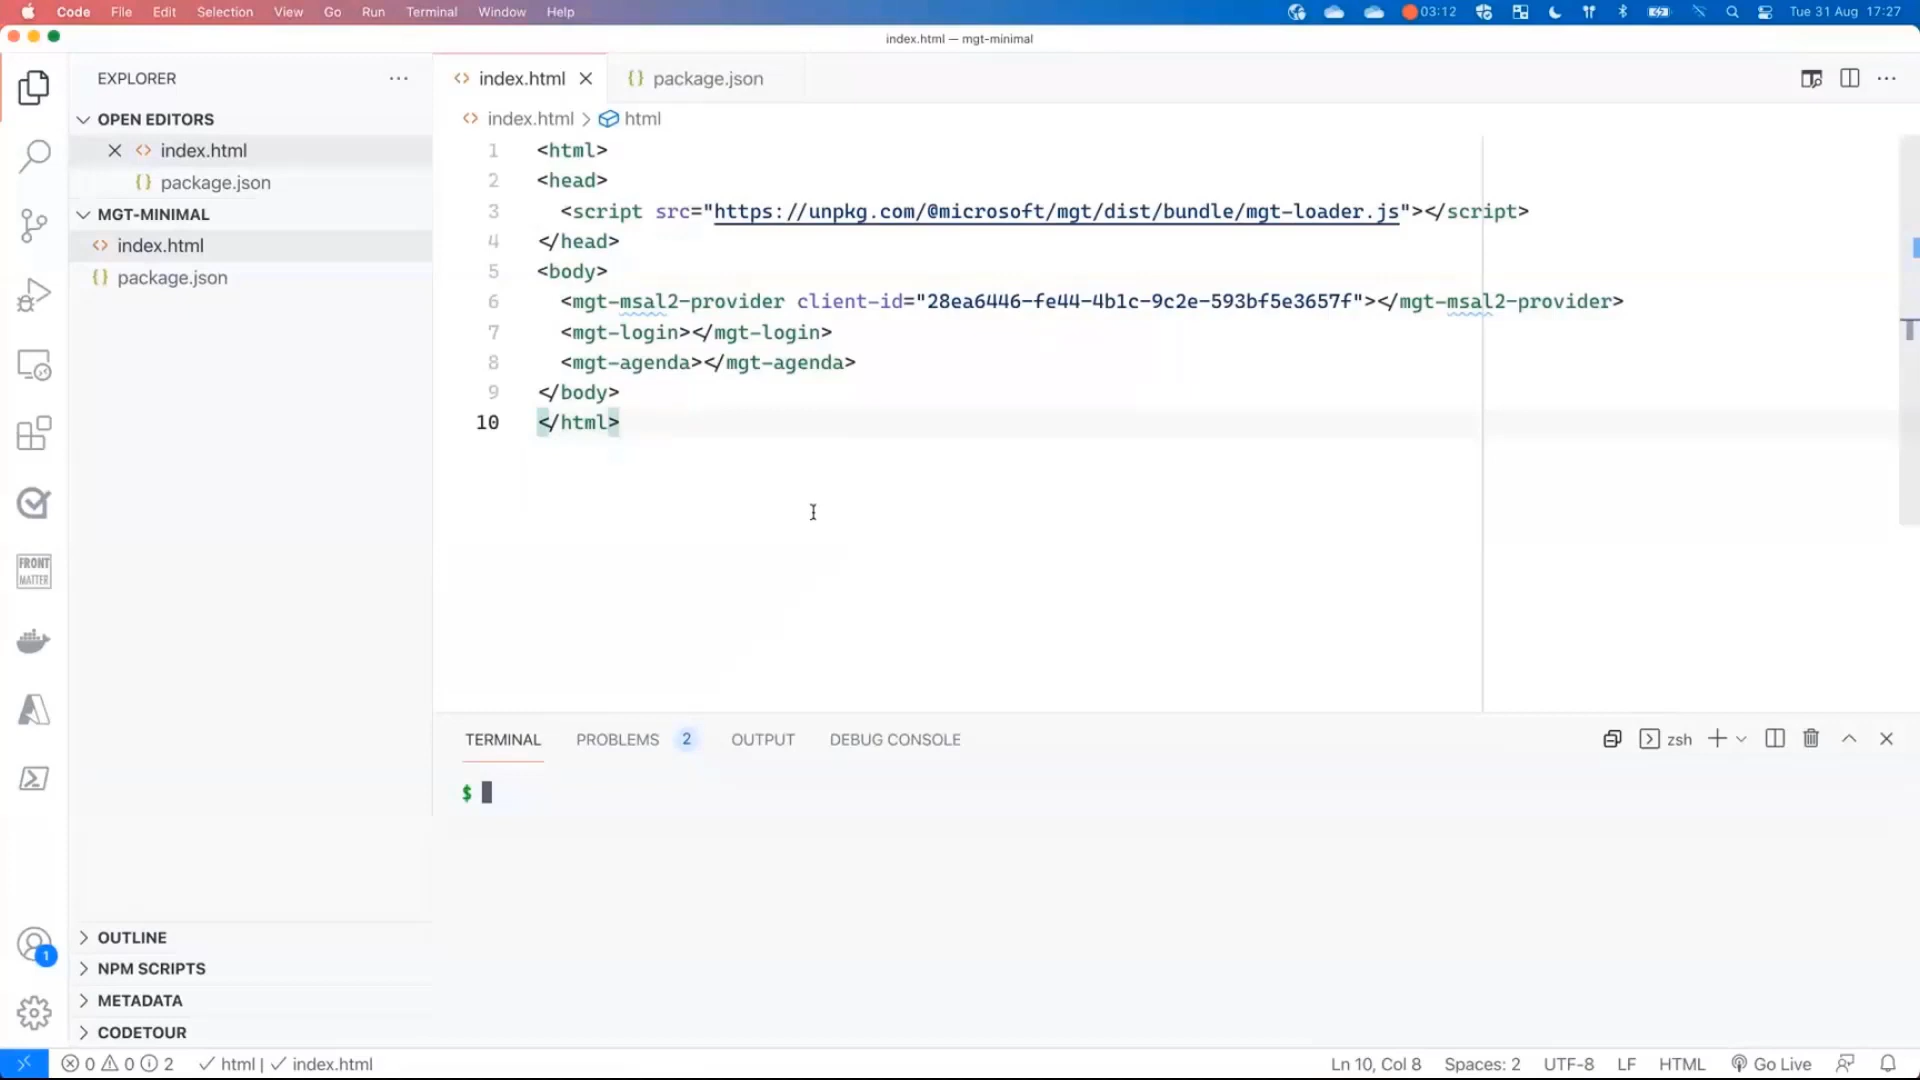 Code File Edit Selection View Go Run Terminal Window Help 03:12 Tue 31 Aug 17:27
index.html — mgt-minimal
EXPLORER
index.html
package.json
OPEN EDITORS
index.html
package.json
MGT-MINIMAL
index.html
package.json
index.html > html
1 <html>
2 <head>
3 <script src="https://unpkg.com/@microsoft/mgt/dist/bundle/mgt-loader.js"></script>
4 </head>
5 <body>
6 <mgt-msal2-provider client-id="28ea6446-fe44-4b1c-9c2e-593bf5e3657f"></mgt-msal2-provider>
7 <mgt-login></mgt-login>
8 <mgt-agenda></mgt-agenda>
9 </body>
10 </html>
FRONT
MATTER
TERMINAL PROBLEMS 2 OUTPUT DEBUG CONSOLE zsh
$
1
OUTLINE
NPM SCRIPTS
METADATA
CODETOUR
0 0 2 html | index.html Ln 10, Col 8 Spaces: 2 UTF-8 LF HTML Go Live